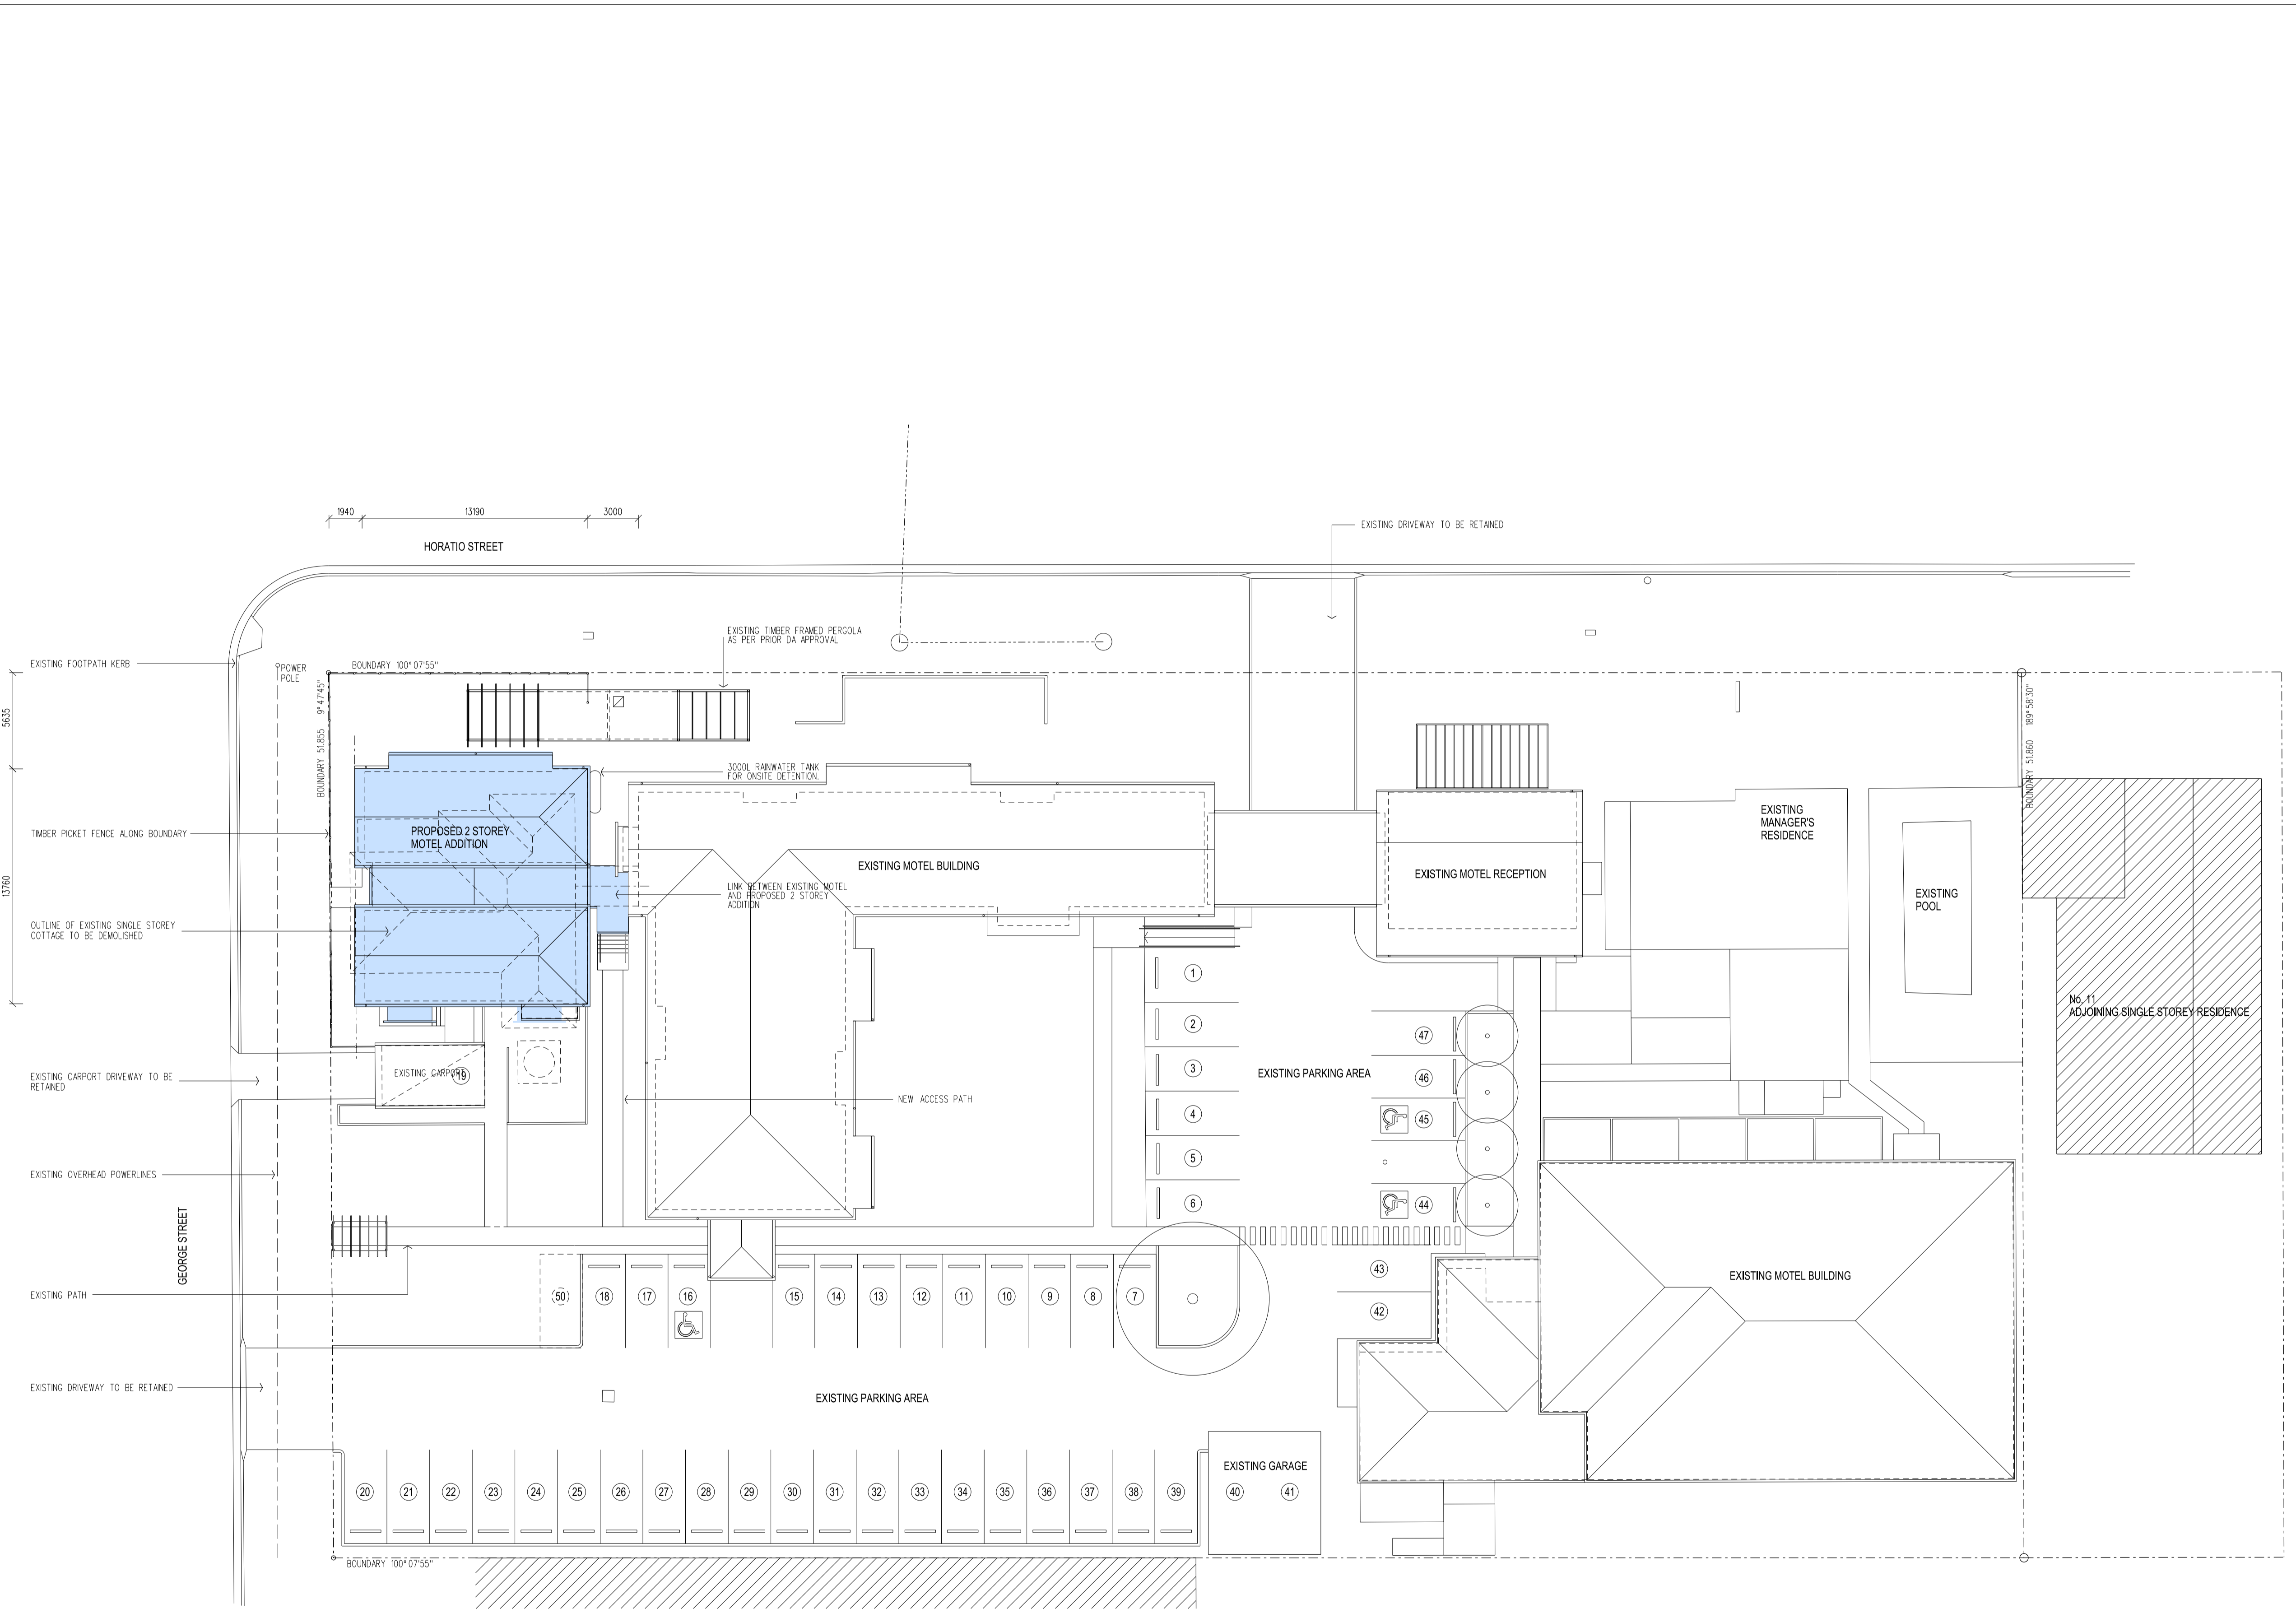 1940
13190
3000
HORATIO STREET
EXISTING DRIVEWAY TO BE RETAINED
EXISTING TIMBER FRAMED PERGOLA
AS PER PRIOR DA APPROVAL
EXISTING FOOTPATH KERB
POWER
POLE
BOUNDARY 100° 07'55"
5635
BOUNDARY 51.855 9° 47'45"
BOUNDARY 51.860 189° 58'30"
3000L RAINWATER TANK
FOR ONSITE DETENTION.
TIMBER PICKET FENCE ALONG BOUNDARY
PROPOSED 2 STOREY
MOTEL ADDITION
EXISTING
MANAGER'S
RESIDENCE
EXISTING MOTEL BUILDING
EXISTING MOTEL RECEPTION
13760
LINK BETWEEN EXISTING MOTEL
AND PROPOSED 2 STOREY
ADDITION
EXISTING
POOL
OUTLINE OF EXISTING SINGLE STOREY
COTTAGE TO BE DEMOLISHED
1
No. 11
ADJOINING SINGLE STOREY RESIDENCE
2
47
3
EXISTING PARKING AREA
46
EXISTING CARPORT
19
EXISTING CARPORT DRIVEWAY TO BE
RETAINED
NEW ACCESS PATH
4
45
5
EXISTING OVERHEAD POWERLINES
6
44
GEORGE STREET
43
EXISTING MOTEL BUILDING
EXISTING PATH
50
18
17
16
15
14
13
12
11
10
9
8
7
42
EXISTING DRIVEWAY TO BE RETAINED
EXISTING PARKING AREA
EXISTING GARAGE
20
21
22
23
24
25
26
27
28
29
30
31
32
33
34
35
36
37
38
39
40
41
BOUNDARY 100° 07'55"